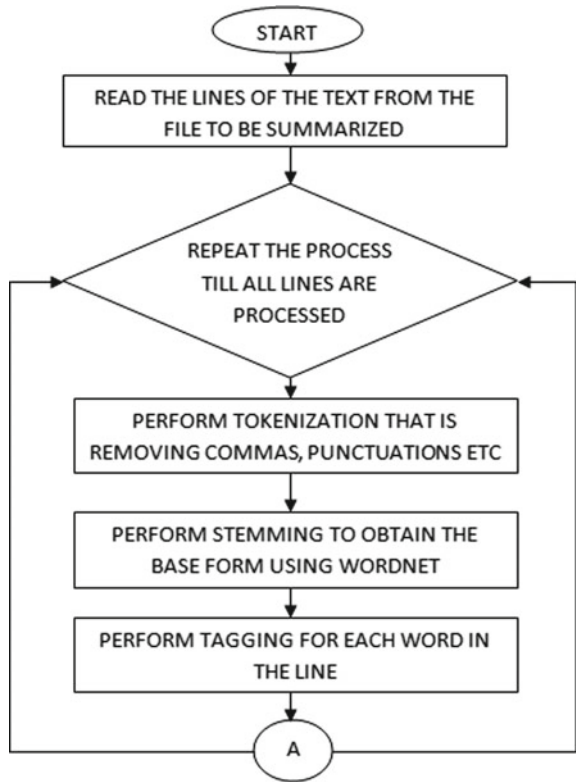 START
READ THE LINES OF THE TEXT FROM THE
FILE TO BE SUMMARIZED
REPEAT THE PROCESS
TILL ALL LINES ARE
PROCESSED
PERFORM TOKENIZATION THAT IS
REMOVING COMMAS, PUNCTUATIONS ETC
PERFORM STEMMING TO OBTAIN THE
BASE FORM USING WORDNET
PERFORM TAGGING FOR EACH WORD IN
THE LINE
A